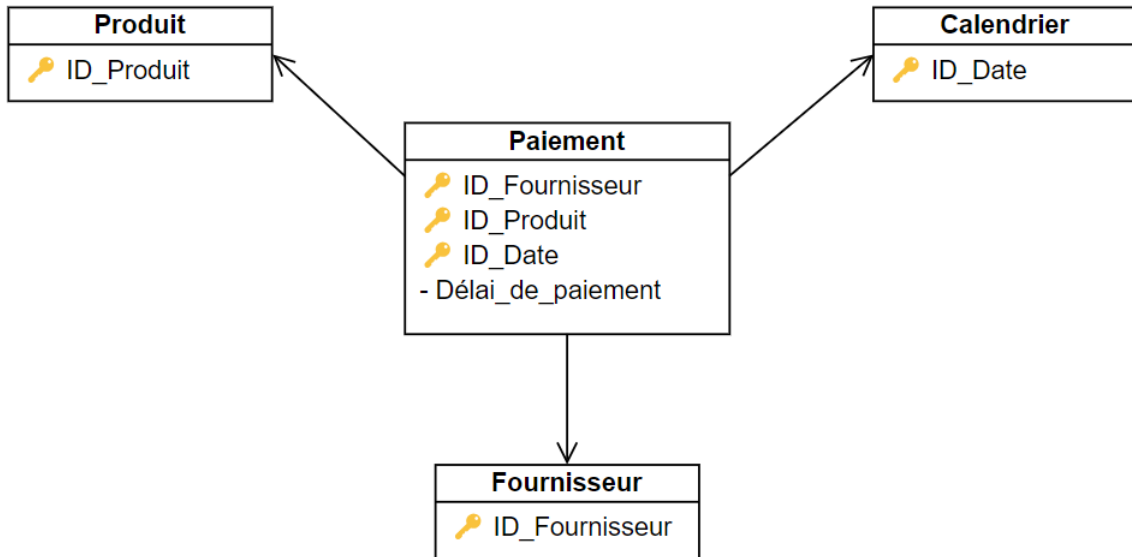 Produit
ID_Produit
Calendrier
ID_Date
Paiement
ID_Fournisseur
ID_Produit
ID_Date
- Délai_de_paiement
Fournisseur
ID_Fournisseur